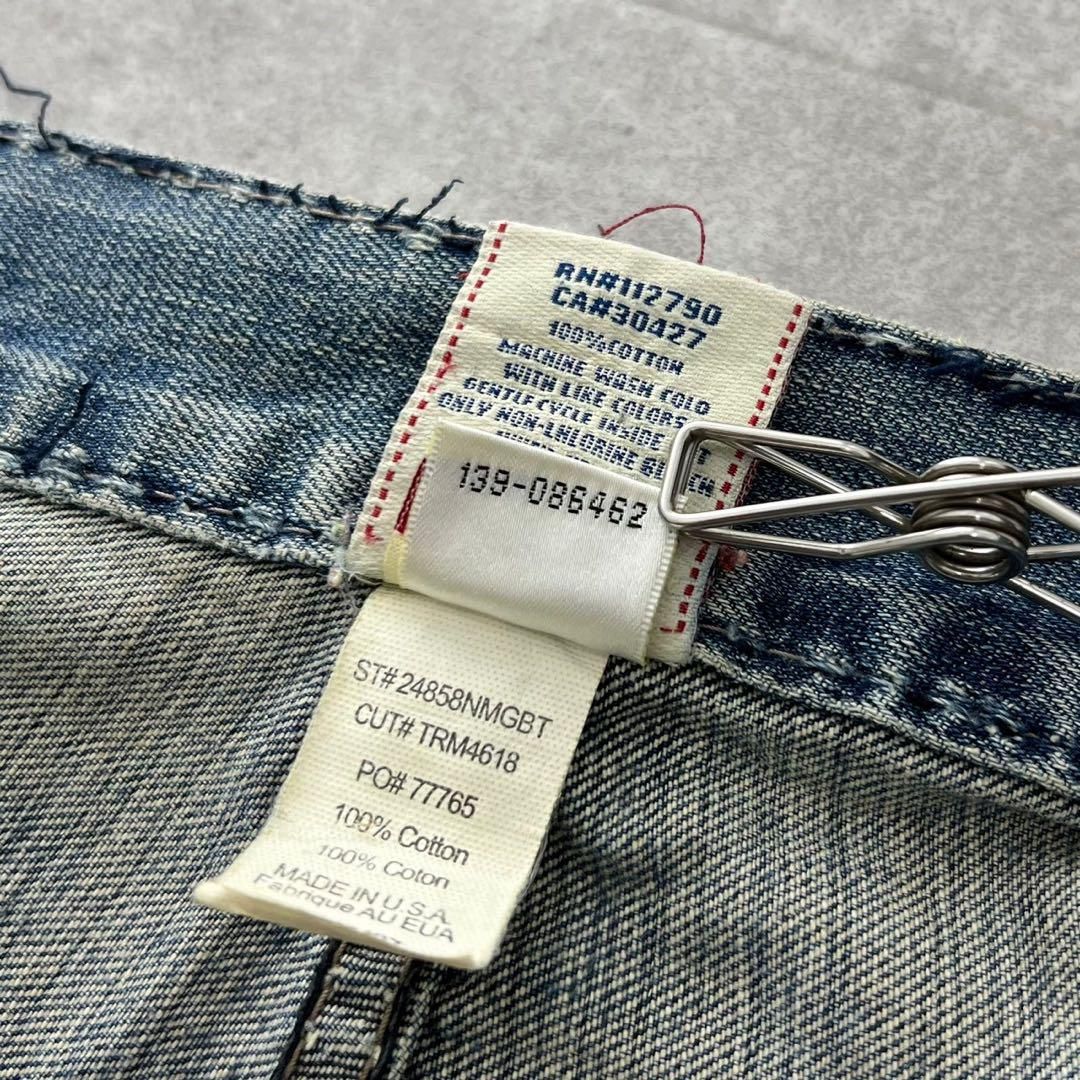 RN#112790
CA#30427
100% COTTON
MACHINE WASH COLD
WITH LIKE COLORS
GENTLE CYCLE INSIDE
ONLY NON-CHLORINE
139-086462
ST# 24858NMGBT
CUT# TRM4618
PO# 77765
100% Cotton
100% Coton
MADE IN U.S.A.
Fabrique AU EUA